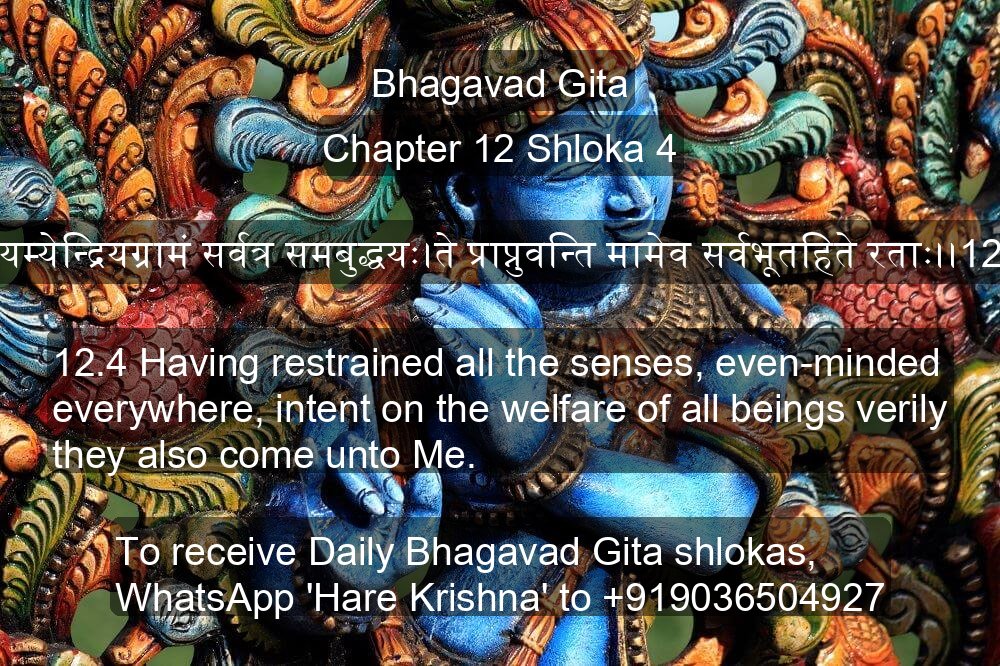 Bhagavad Gita
Chapter 12 Shloka 4
यम्येन्द्रियग्रामं सर्वत्र समबुद्धयः।ते प्राप्नुवन्ति मामेव सर्वभूतहिते रताः।।12
12.4 Having restrained all the senses, even-minded
everywhere, intent on the welfare of all beings verily
they also come unto Me.
To receive Daily Bhagavad Gita shlokas,
WhatsApp 'Hare Krishna' to +919036504927